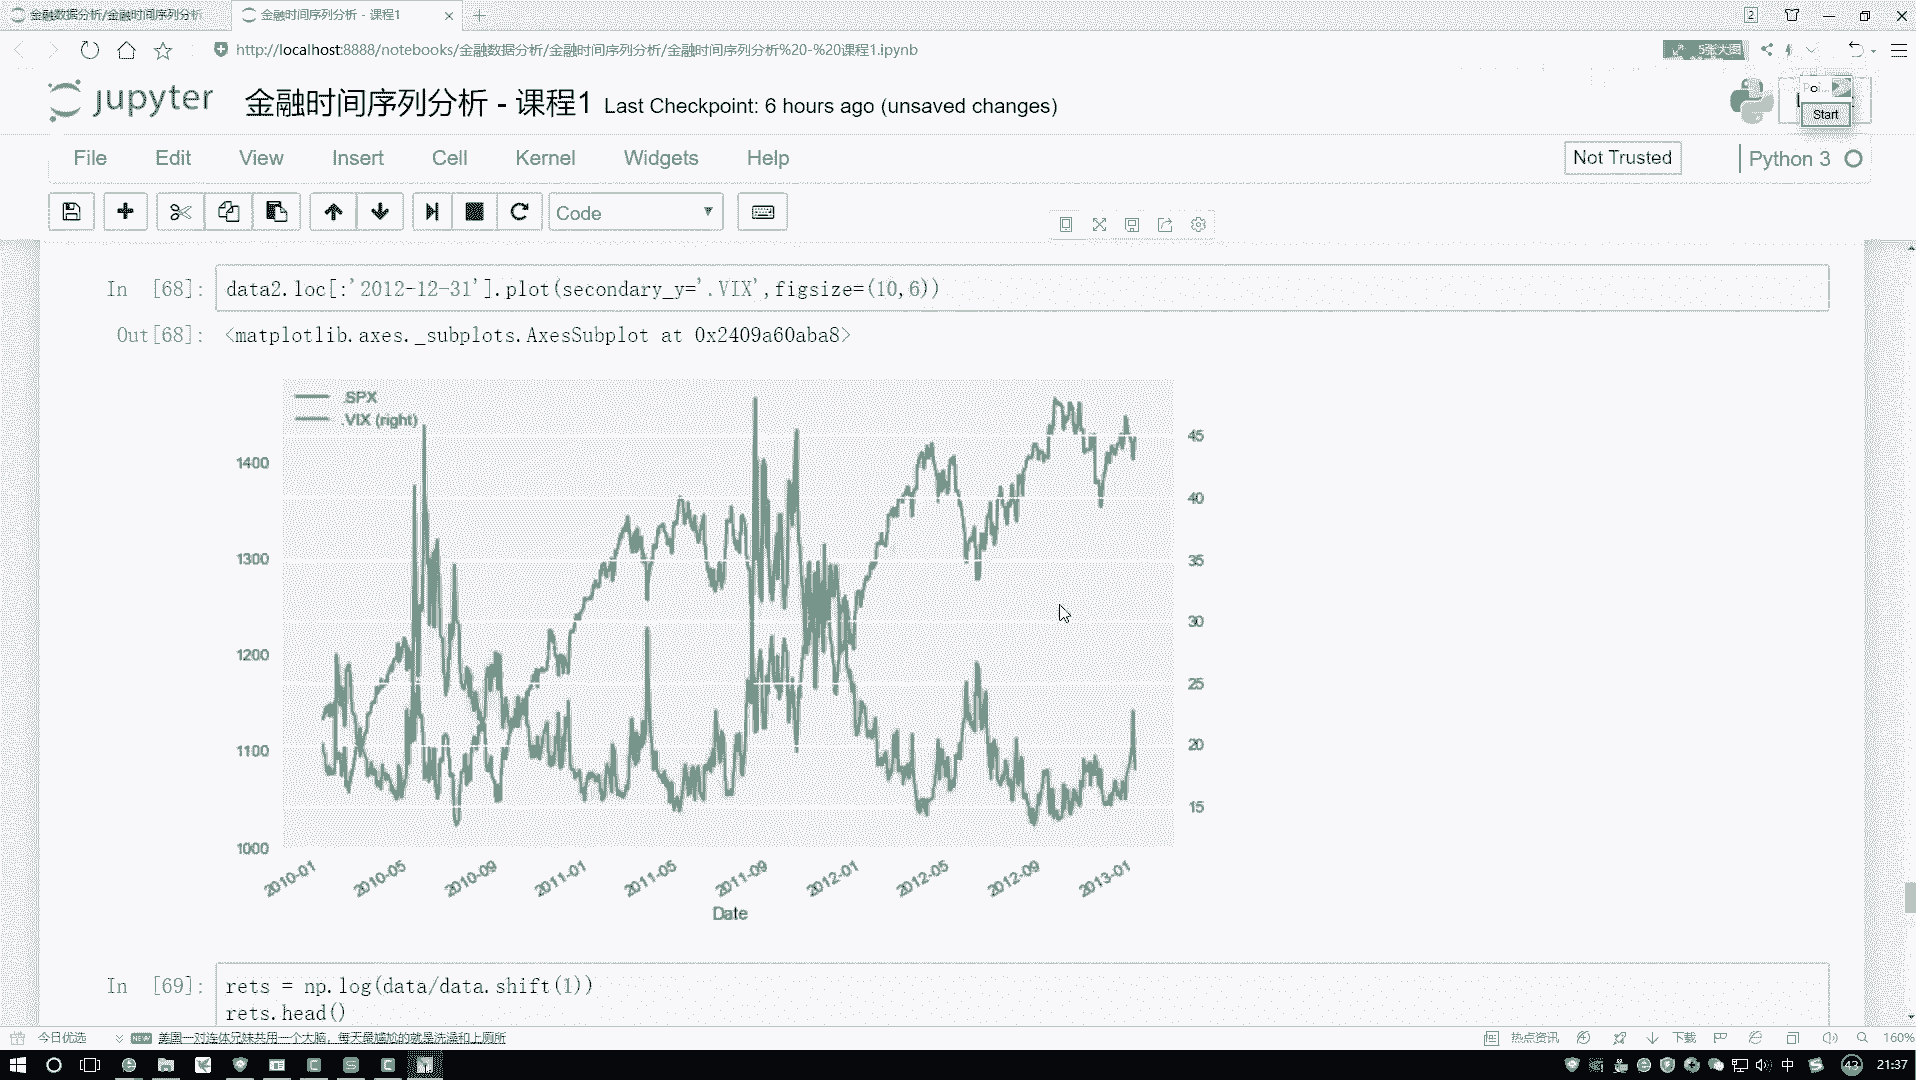 金融数据分析/金融时间序列分析
金融时间序列分析 - 课程1
2
http://localhost:8888/notebooks/金融数据分析/金融时间序列分析/金融时间序列分析%20-%20课程1.ipynb
5张大图
jupyter 金融时间序列分析 - 课程1 Last Checkpoint: 6 hours ago (unsaved changes)
Start
File Edit View Insert Cell Kernel Widgets Help
Not Trusted
Python 3
Code
In [68]: data2.loc[:'2012-12-31'].plot(secondary_y='.VIX',figsize=(10,6))
Out[68]: <matplotlib.axes._subplots.AxesSubplot at 0x2409a60aba8>
.SPX
.VIX (right)
1400
1300
1200
1100
1000
45
40
35
30
25
20
15
2010-01 2010-05 2010-09 2011-01 2011-05 2011-09 2012-01 2012-05 2012-09 2013-01
Date
In [69]: rets = np.log(data/data.shift(1))
rets.head()
今日优选
NEW 美国一对连体兄妹共用一个大脑，每天最尴尬的就是洗澡和上厕所
热点资讯
下载
160%
中
43
21:37